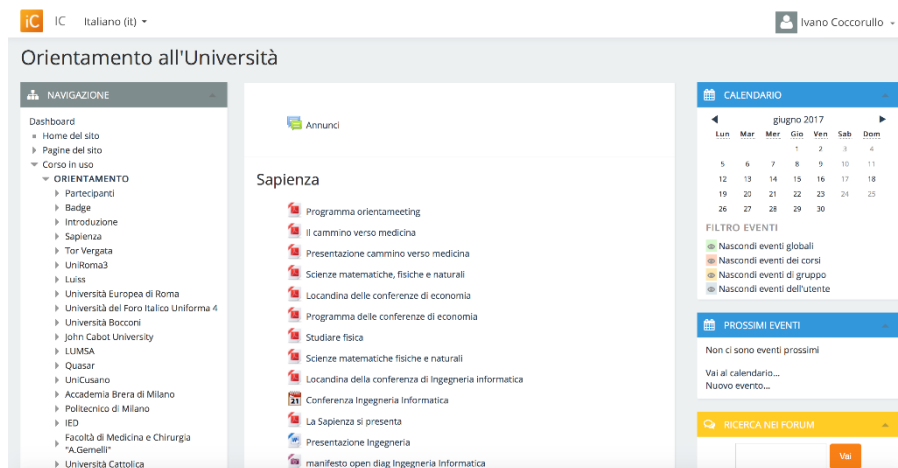 iC IC Italiano (it)
Ivano Coccorullo
Orientamento all'Università
NAVIGAZIONE
Dashboard
Home del sito
Pagine del sito
Corso in uso
ORIENTAMENTO
Partecipanti
Badge
Introduzione
Sapienza
Tor Vergata
UniRoma3
Luiss
Università Europea di Roma
Università del Foro Italico Uniforma 4
Università Bocconi
John Cabot University
LUMSA
Quasar
UniCusano
Accademia Brera di Milano
Politecnico di Milano
IED
Facoltà di Medicina e Chirurgia
"A.Gemelli"
Università Cattolica
Annunci
Sapienza
Programma orientameeting
Il cammino verso medicina
Presentazione cammino verso medicina
Scienze matematiche, fisiche e naturali
Locandina delle conferenze di economia
Programma delle conferenze di economia
Studiare fisica
Scienze matematiche fisiche e naturali
Locandina della conferenza di Ingegneria informatica
21 Conferenza Ingegneria Informatica
La Sapienza si presenta
Presentazione Ingegneria
manifesto open diag Ingegneria Informatica
CALENDARIO
giugno 2017
Lun Mar Mer Gio Ven Sab Dom
1 2 3 4
5 6 7 8 9 10 11
12 13 14 15 16 17 18
19 20 21 22 23 24 25
26 27 28 29 30
FILTRO EVENTI
Nascondi eventi globali
Nascondi eventi dei corsi
Nascondi eventi di gruppo
Nascondi eventi dell'utente
PROSSIMI EVENTI
Non ci sono eventi prossimi
Vai al calendario...
Nuovo evento...
RICERCA NEI FORUM
Vai